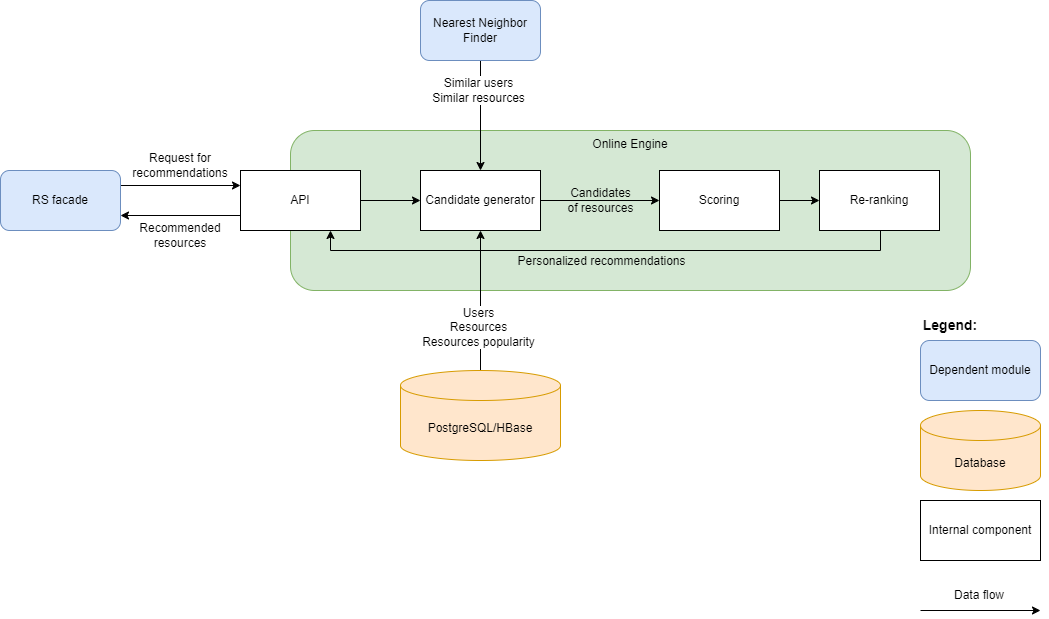 Nearest Neighbor
Finder
Similar users
Similar resources
Online Engine
Request for
recommendations
RS facade
API
Candidate generator
Candidates
of resources
Scoring
Re-ranking
Recommended
resources
Personalized recommendations
Users
Resources
Resources popularity
PostgreSQL/HBase
Legend:
Dependent module
Database
Internal component
Data flow